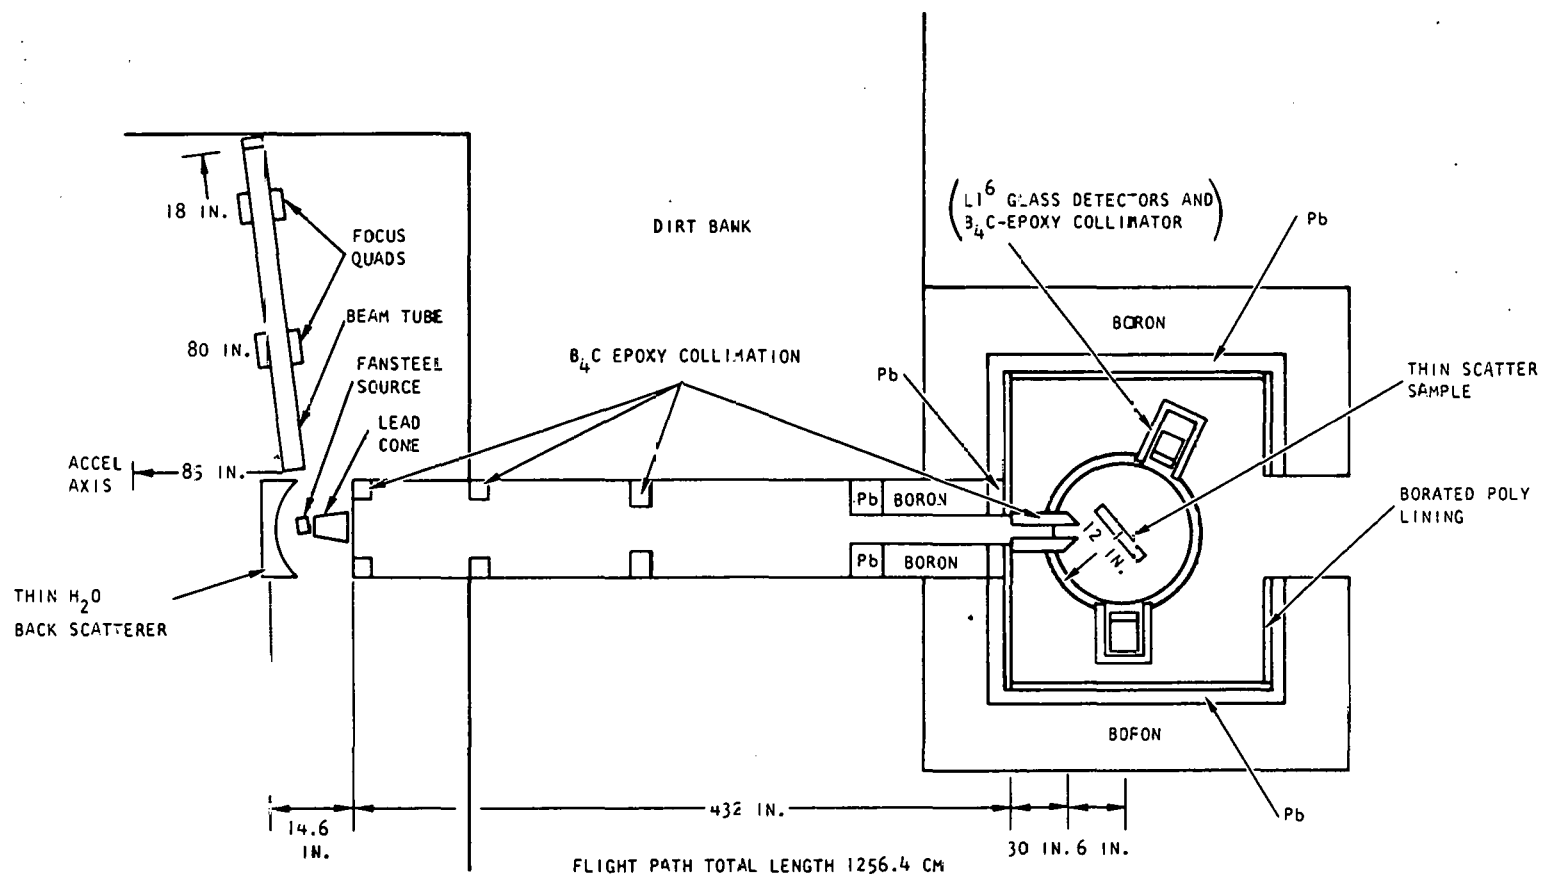 18 IN.
FOCUS
QUADS
80 IN.
BEAM TUBE
FANSTEEL
SOURCE
LEAD
CONE
ACCEL
AXIS
85 IN.
THIN H2O
BACK SCATTERER
DIRT BANK
B4C EPOXY COLLIMATION
Pb
BORON
Pb
BORON
(LI6 GLASS DETECTORS AND
B4C-EPOXY COLLIMATOR)
Pb
BORON
Pb
THIN SCATTER
SAMPLE
BORATED POLY
LINING
12 IN.
BOFON
Pb
14.6
IN.
432 IN.
30 IN.
6 IN.
FLIGHT PATH TOTAL LENGTH 1256.4 CM